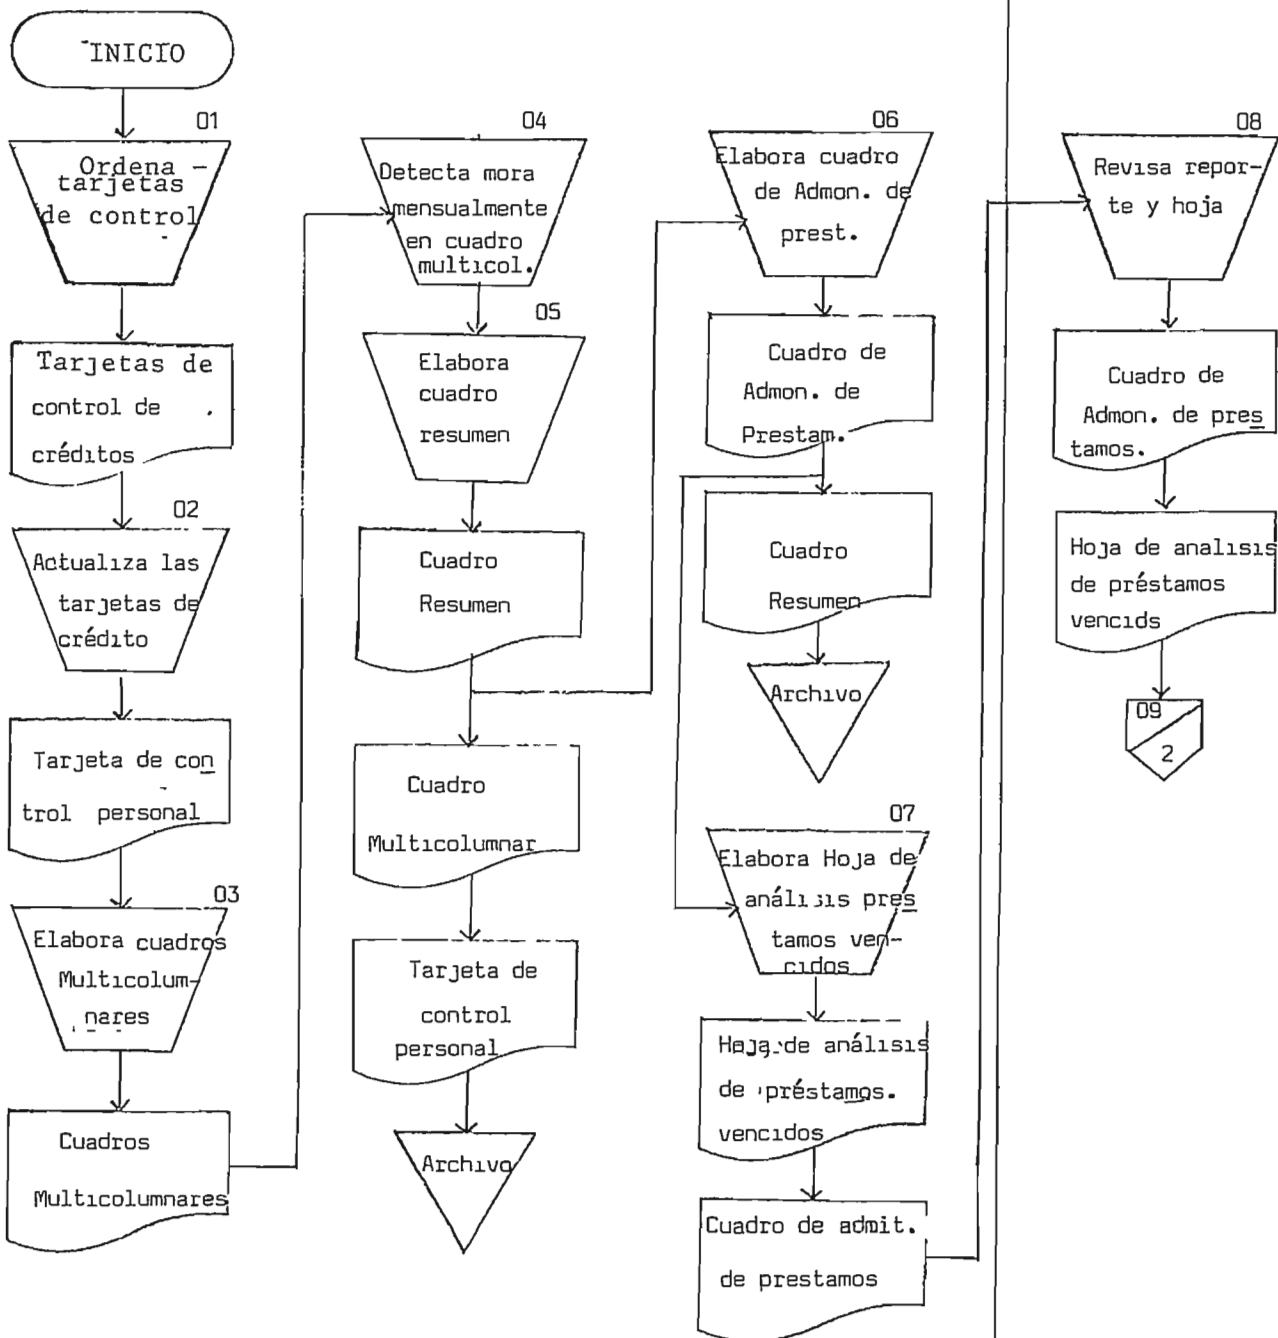 INICIO
01
Ordena -
tarjetas
de control
Tarjetas de
control de
créditos
02
Actualiza las
tarjetas de
crédito
Tarjeta de con
trol personal
03
Elabora cuadros
Multicolum-
nares
Cuadros
Multicolumnares
04
Detecta mora
mensualmente
en cuadro
multicol.
05
Elabora
cuadro
resumen
Cuadro
Resumen
Cuadro
Multicolumnar
Tarjeta de
control
personal
Archivo
06
Elabora cuadro
de Admon. de
prest.
Cuadro de
Admon. de
Prestam.
Cuadro
Resumen
Archivo
07
Elabora Hoja de
análisis pres
tamos ven-
cidos
Hoja de análisis
de préstamos.
vencidos
Cuadro de admit.
de prestamos
08
Revisa repor-
te y hoja
Cuadro de
Admon. de pres
tamos.
Hoja de analisis
de préstamos
vencids
09
2